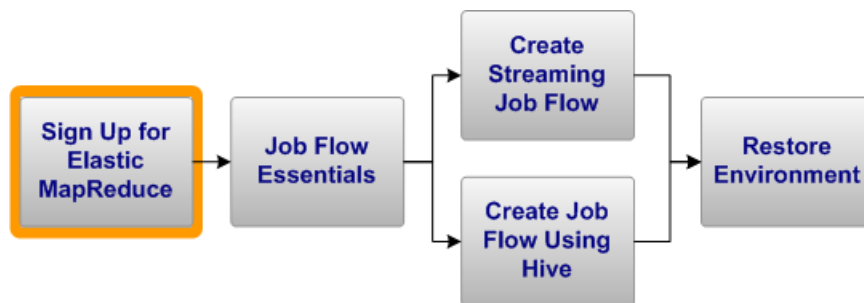 Sign Up for
Elastic
MapReduce
Job Flow
Essentials
Create
Streaming
Job Flow
Create Job
Flow Using
Hive
Restore
Environment